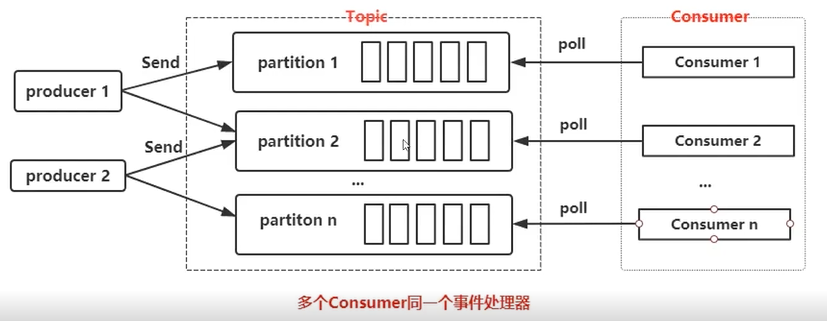 Topic
Consumer
Send
partition 1
poll
Consumer 1
producer 1
Send
partition 2
poll
Consumer 2
producer 2
...
...
partiton n
poll
Consumer n
多个Consumer同一个事件处理器